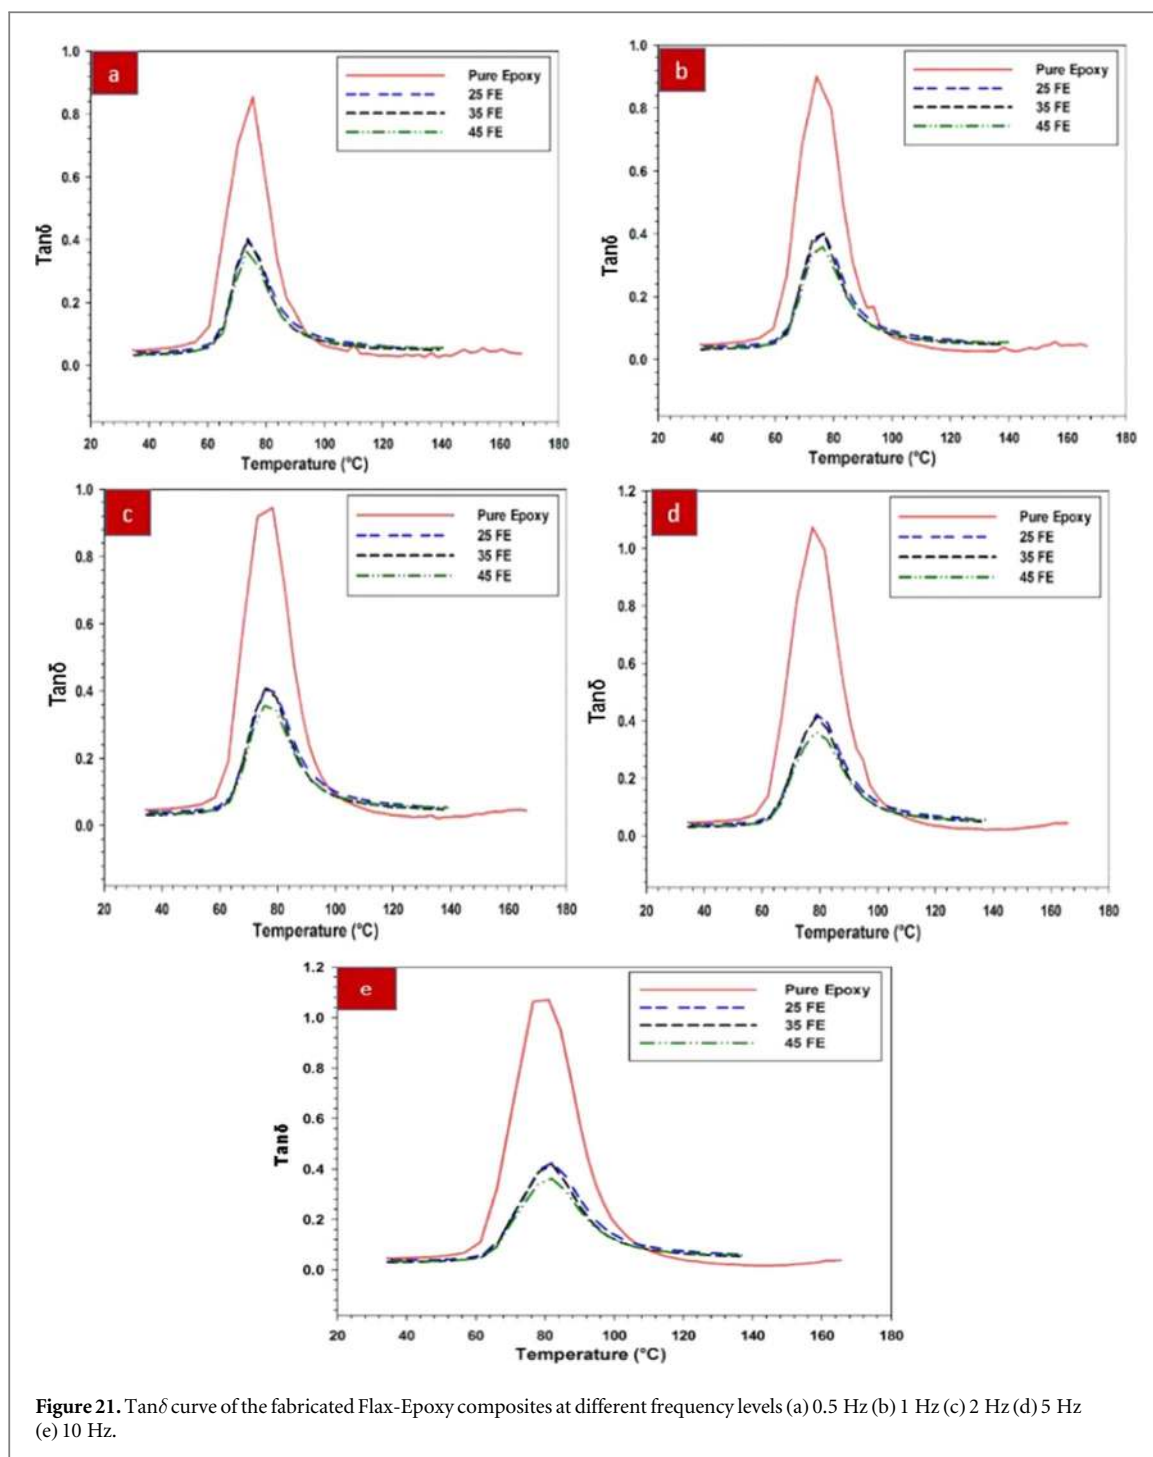 a
Pure Epoxy
25 FE
35 FE
45 FE
1.0
0.8
0.6
0.4
0.2
0.0
Tanδ
20 40 60 80 100 120 140 160 180
Temperature (°C)
b
Pure Epoxy
25 FE
35 FE
45 FE
1.0
0.8
0.6
0.4
0.2
0.0
Tanδ
20 40 60 80 100 120 140 160 180
Temperature (°C)
c
Pure Epoxy
25 FE
35 FE
45 FE
1.0
0.8
0.6
0.4
0.2
0.0
Tanδ
20 40 60 80 100 120 140 160 180
Temperature (°C)
d
Pure Epoxy
25 FE
35 FE
45 FE
1.2
1.0
0.8
0.6
0.4
0.2
0.0
Tanδ
20 40 60 80 100 120 140 160 180
Temperature (°C)
e
Pure Epoxy
25 FE
35 FE
45 FE
1.2
1.0
0.8
0.6
0.4
0.2
0.0
Tanδ
20 40 60 80 100 120 140 160 180
Temperature (°C)
Figure 21. Tanδ curve of the fabricated Flax-Epoxy composites at different frequency levels (a) 0.5 Hz (b) 1 Hz (c) 2 Hz (d) 5 Hz
(e) 10 Hz.